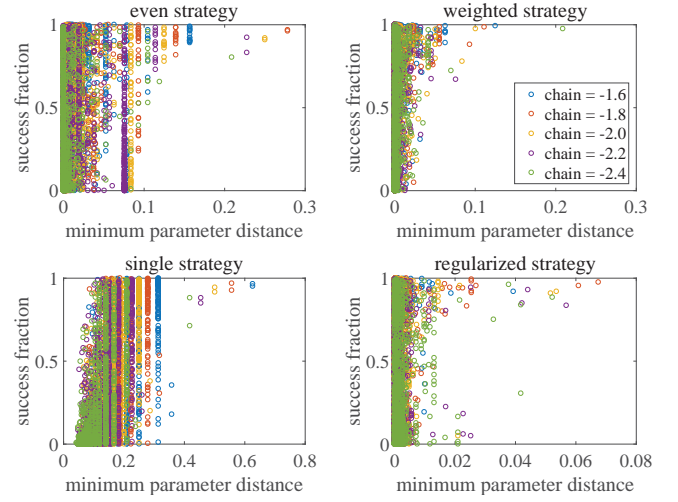 even strategy
success fraction
1
0.5
0
0 0.1 0.2 0.3
minimum parameter distance
weighted strategy
success fraction
1
0.5
0
chain = -1.6
chain = -1.8
chain = -2.0
chain = -2.2
chain = -2.4
0 0.1 0.2 0.3
minimum parameter distance
single strategy
success fraction
1
0.5
0
0 0.2 0.4 0.6 0.8
minimum parameter distance
regularized strategy
success fraction
1
0.5
0
0 0.02 0.04 0.06 0.08
minimum parameter distance